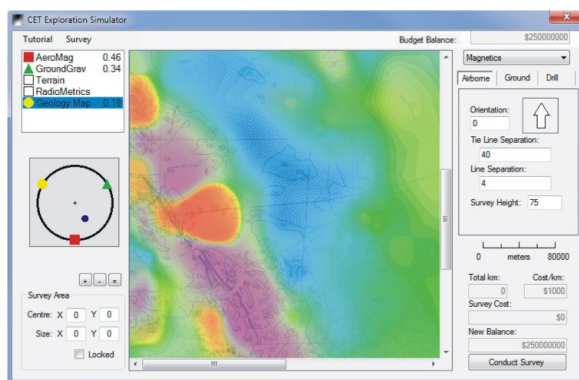 CET Exploration Simulator
Tutorial Survey
Budget Balance: $250000000
AeroMag 0.46
GroundGrav 0.34
Terrain
RadioMetrics
Geology Map 0.19
Magnetics
Airborne Ground Drill
Orientation:
0
Tie Line Separation:
40
Line Separation:
4
Survey Height: 75
0 meters 80000
Total km: Cost/km:
0 $1000
Survey Cost:
$0
New Balance:
$250000000
Conduct Survey
+ - =
Survey Area
Centre: X 0 Y 0
Size: X 0 Y 0
Locked